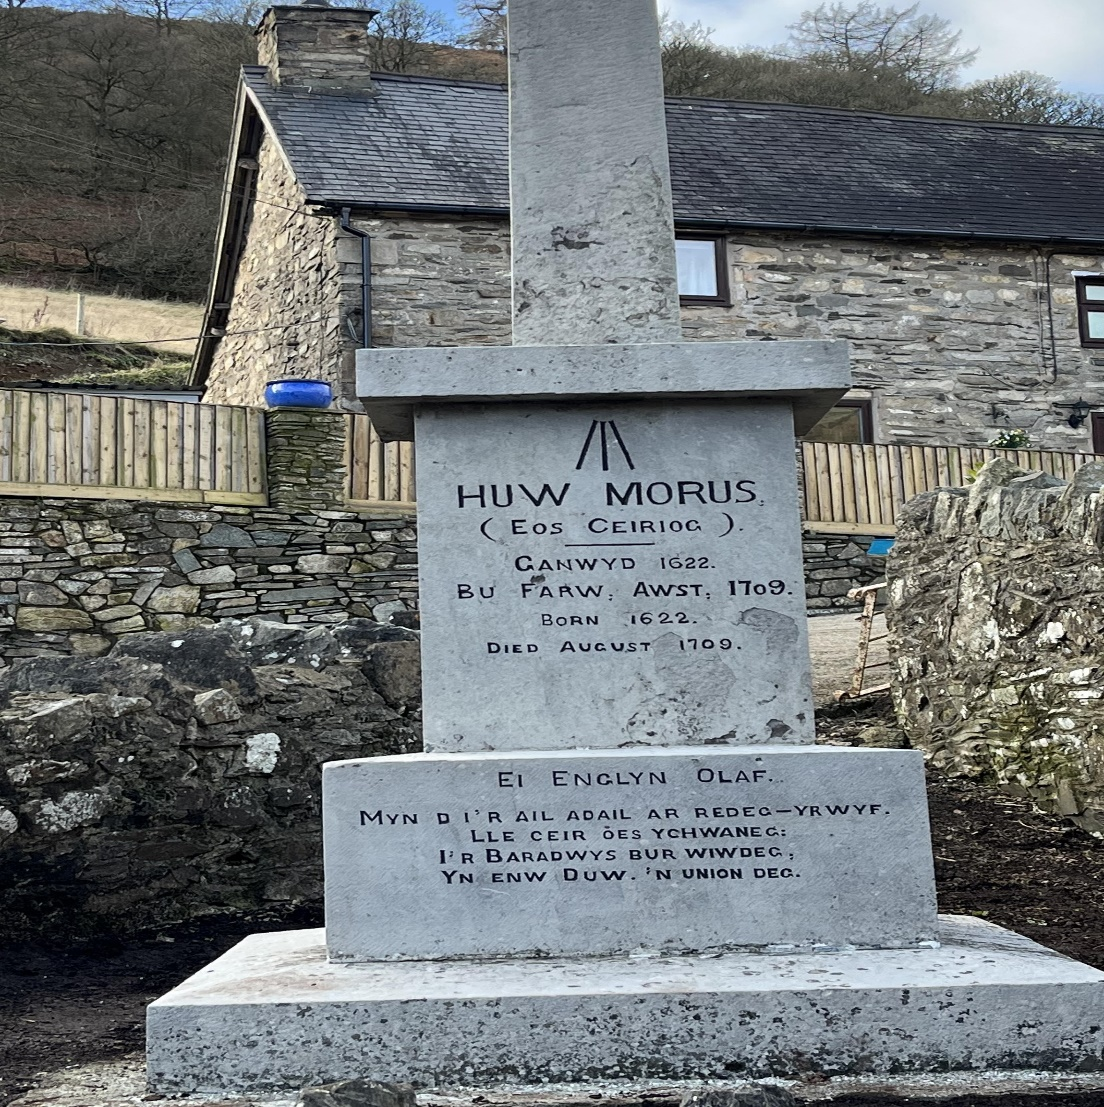 HUW MORUS.
(EOS CEIRIOG).
GANWYD 1622.
BU FARW, AWST, 1709.
BORN 1622.
DIED AUGUST 1709.
EI ENGLYN OLAF.
MYN D I'R AIL ADAIL AR REDEG—YRWYF.
LLE CEIR ÔES YCHWANEG:
I'R BARADWYS BUR WIWDEG;
YN ENW DUW. 'N UNION DEG.